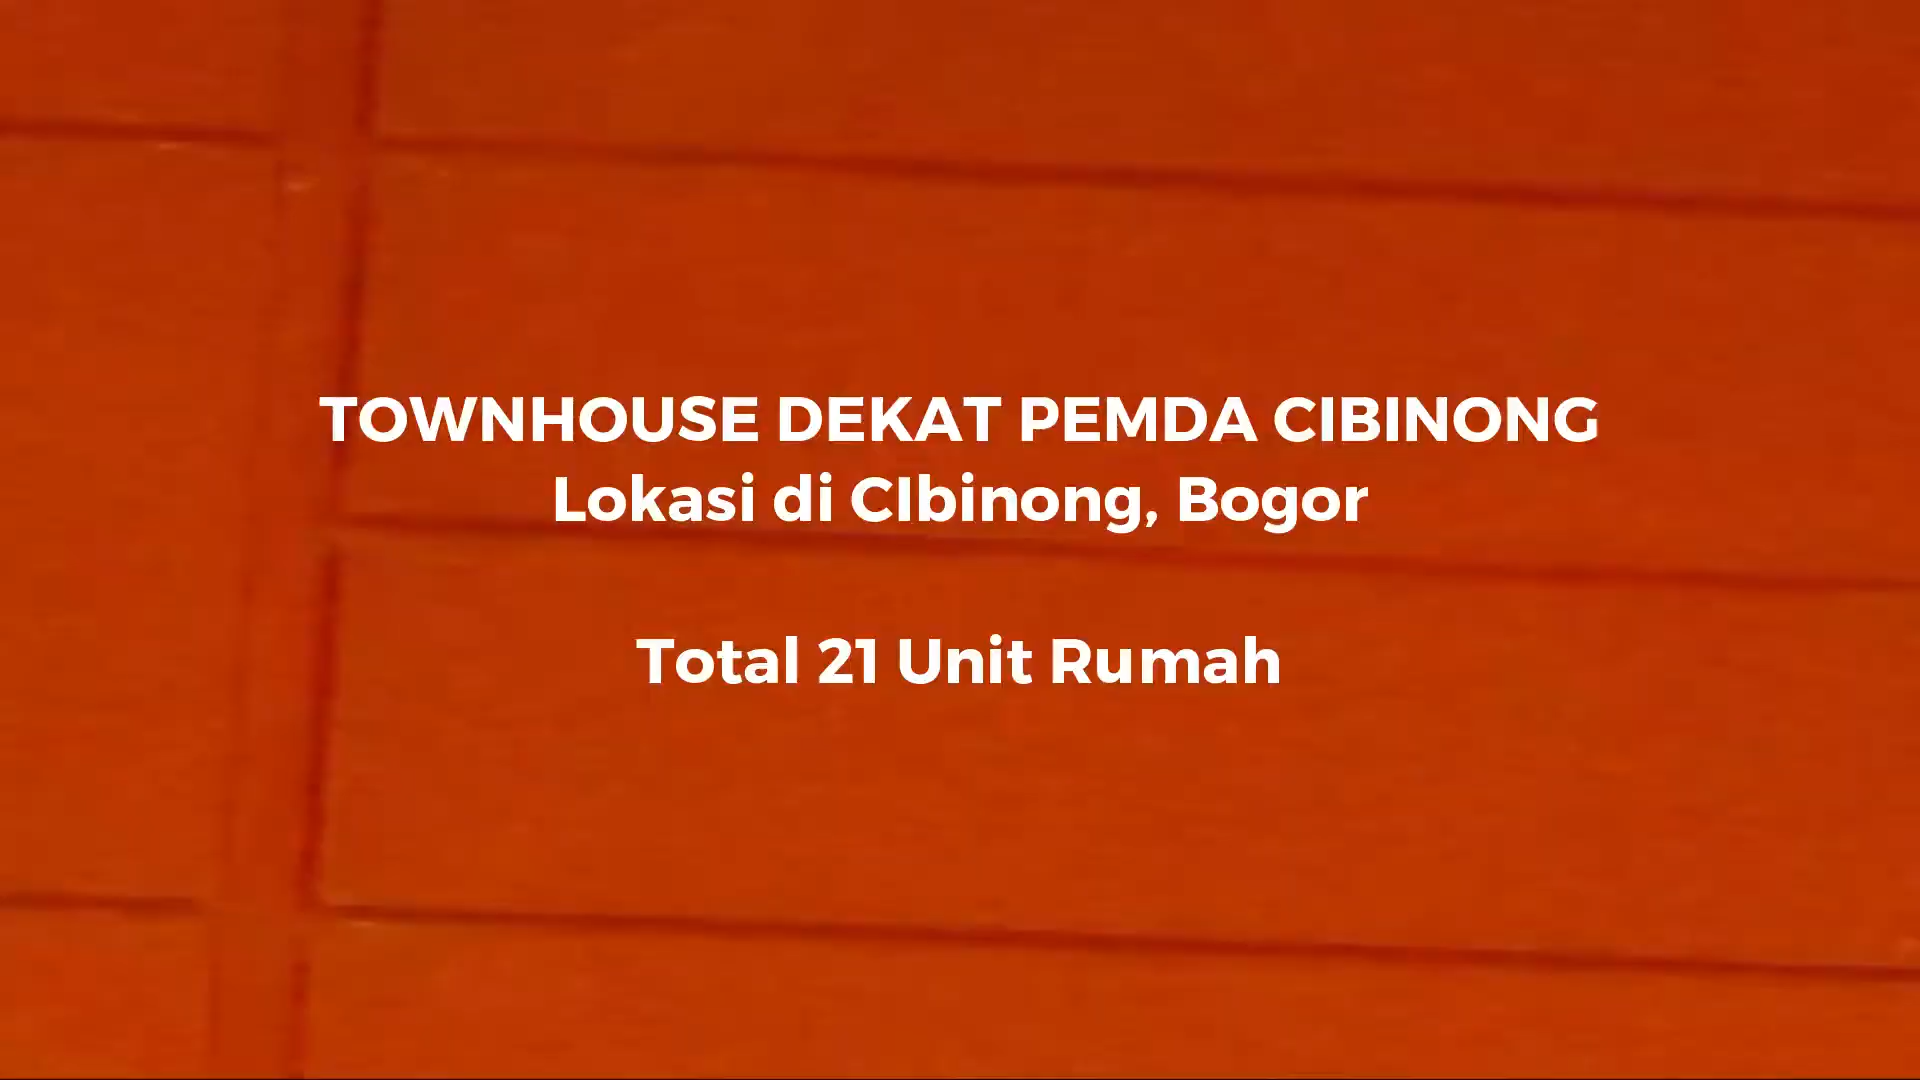 TOWNHOUSE DEKAT PEMDA CIBINONG
Lokasi di CIbinong, Bogor
Total 21 Unit Rumah